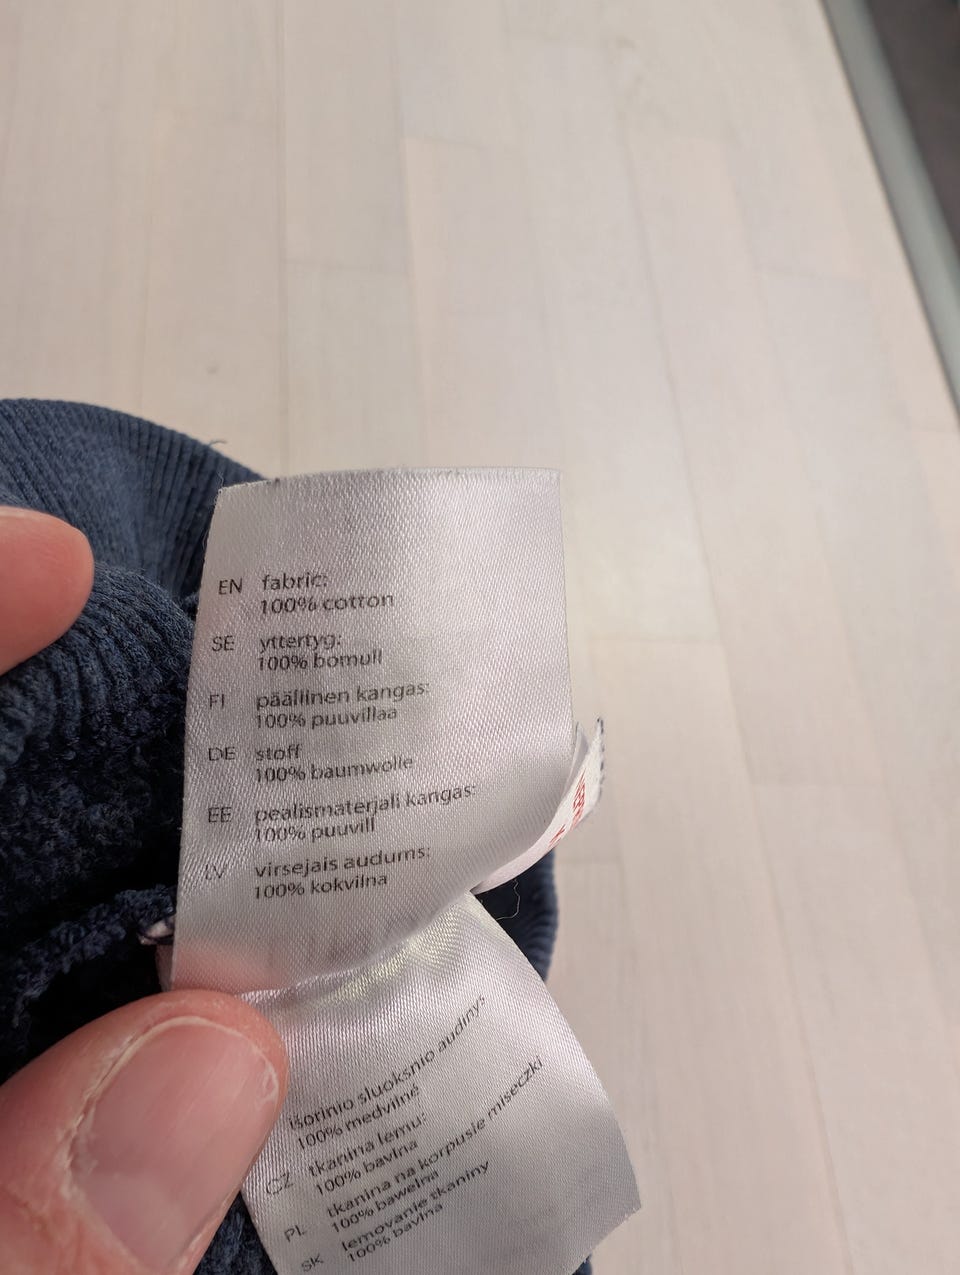 EN fabric:
100% cotton
SE yttertyg:
100% bomull
FI päällinen kangas:
100% puuvillaa
DE stoff
100% baumwolle
EE pealismaterjali kangas:
100% puuvill
LV virsejais audums:
100% kokvilna
išorinio sluoksnio audinys
100% medvilnė
CZ tkanina lemu:
100% bavlna
PL tkanina na korpusie miseczki
100% bawełna
SK lemovanie tkaniny
100% bavlna